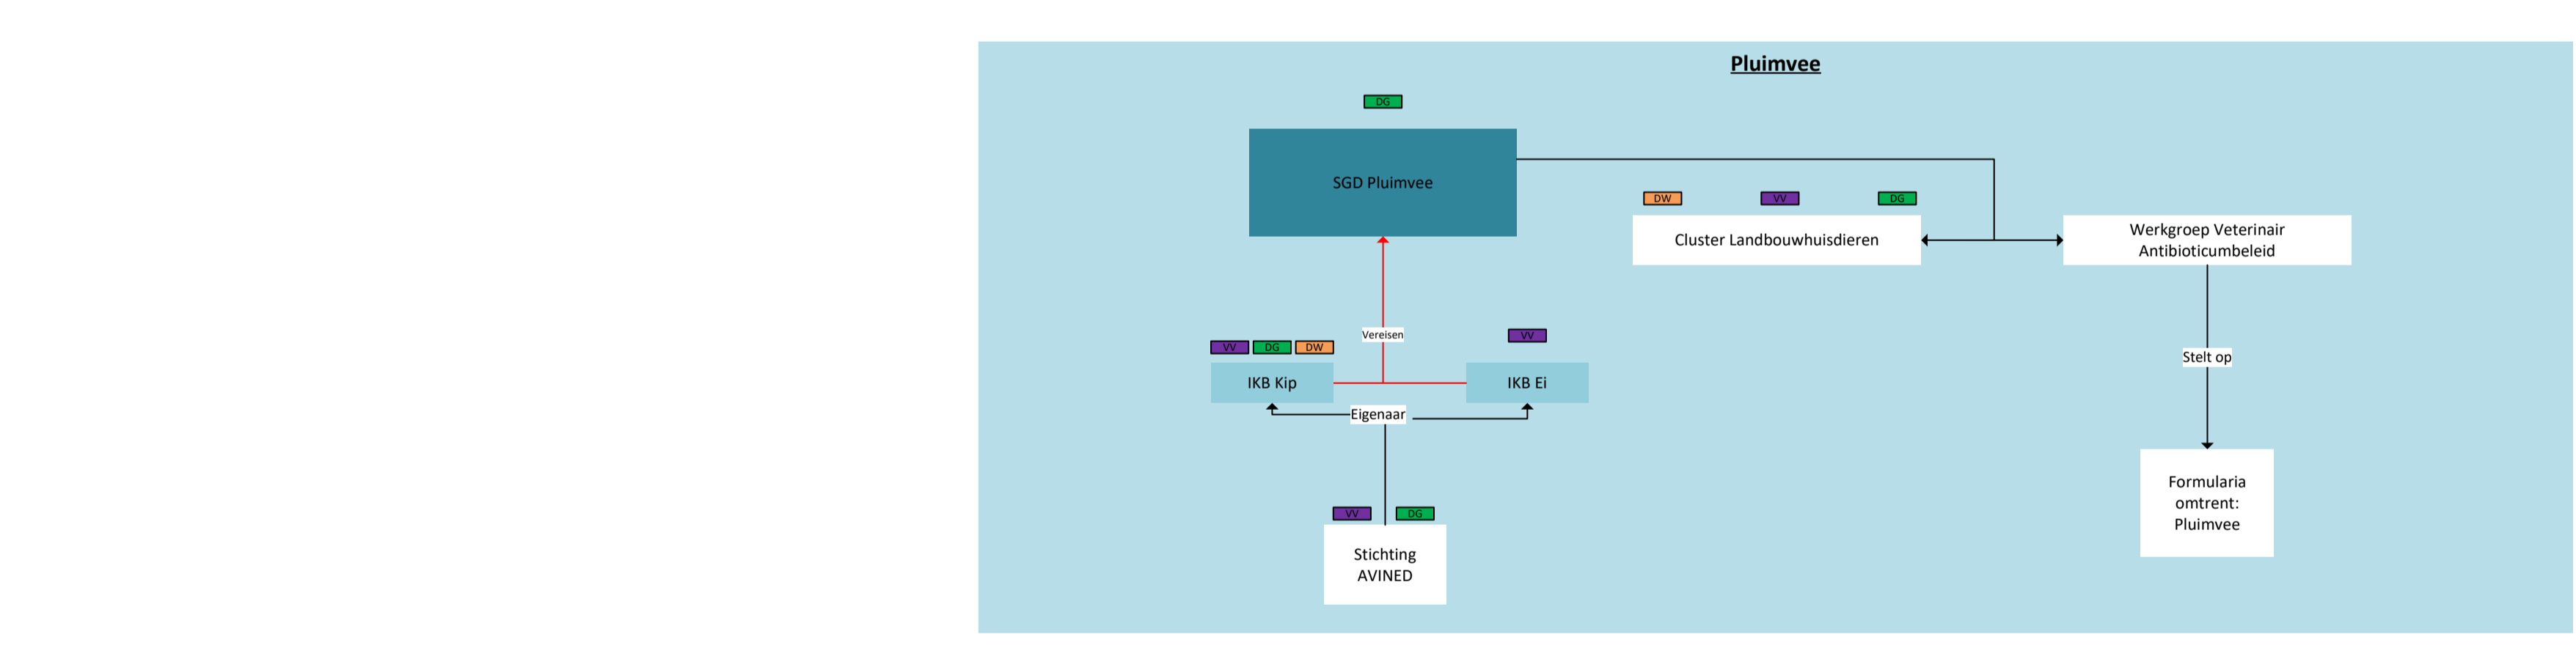 Pluimvee
DG
SGD Pluimvee
DW
VV
DG
Cluster Landbouwhuisdieren
Werkgroep Veterinair
Antibioticumbeleid
Vereisen
VV
VV
DG
DW
IKB Kip
IKB Ei
Stelt op
Eigenaar
Formularia
omtrent:
Pluimvee
VV
DG
Stichting
AVINED